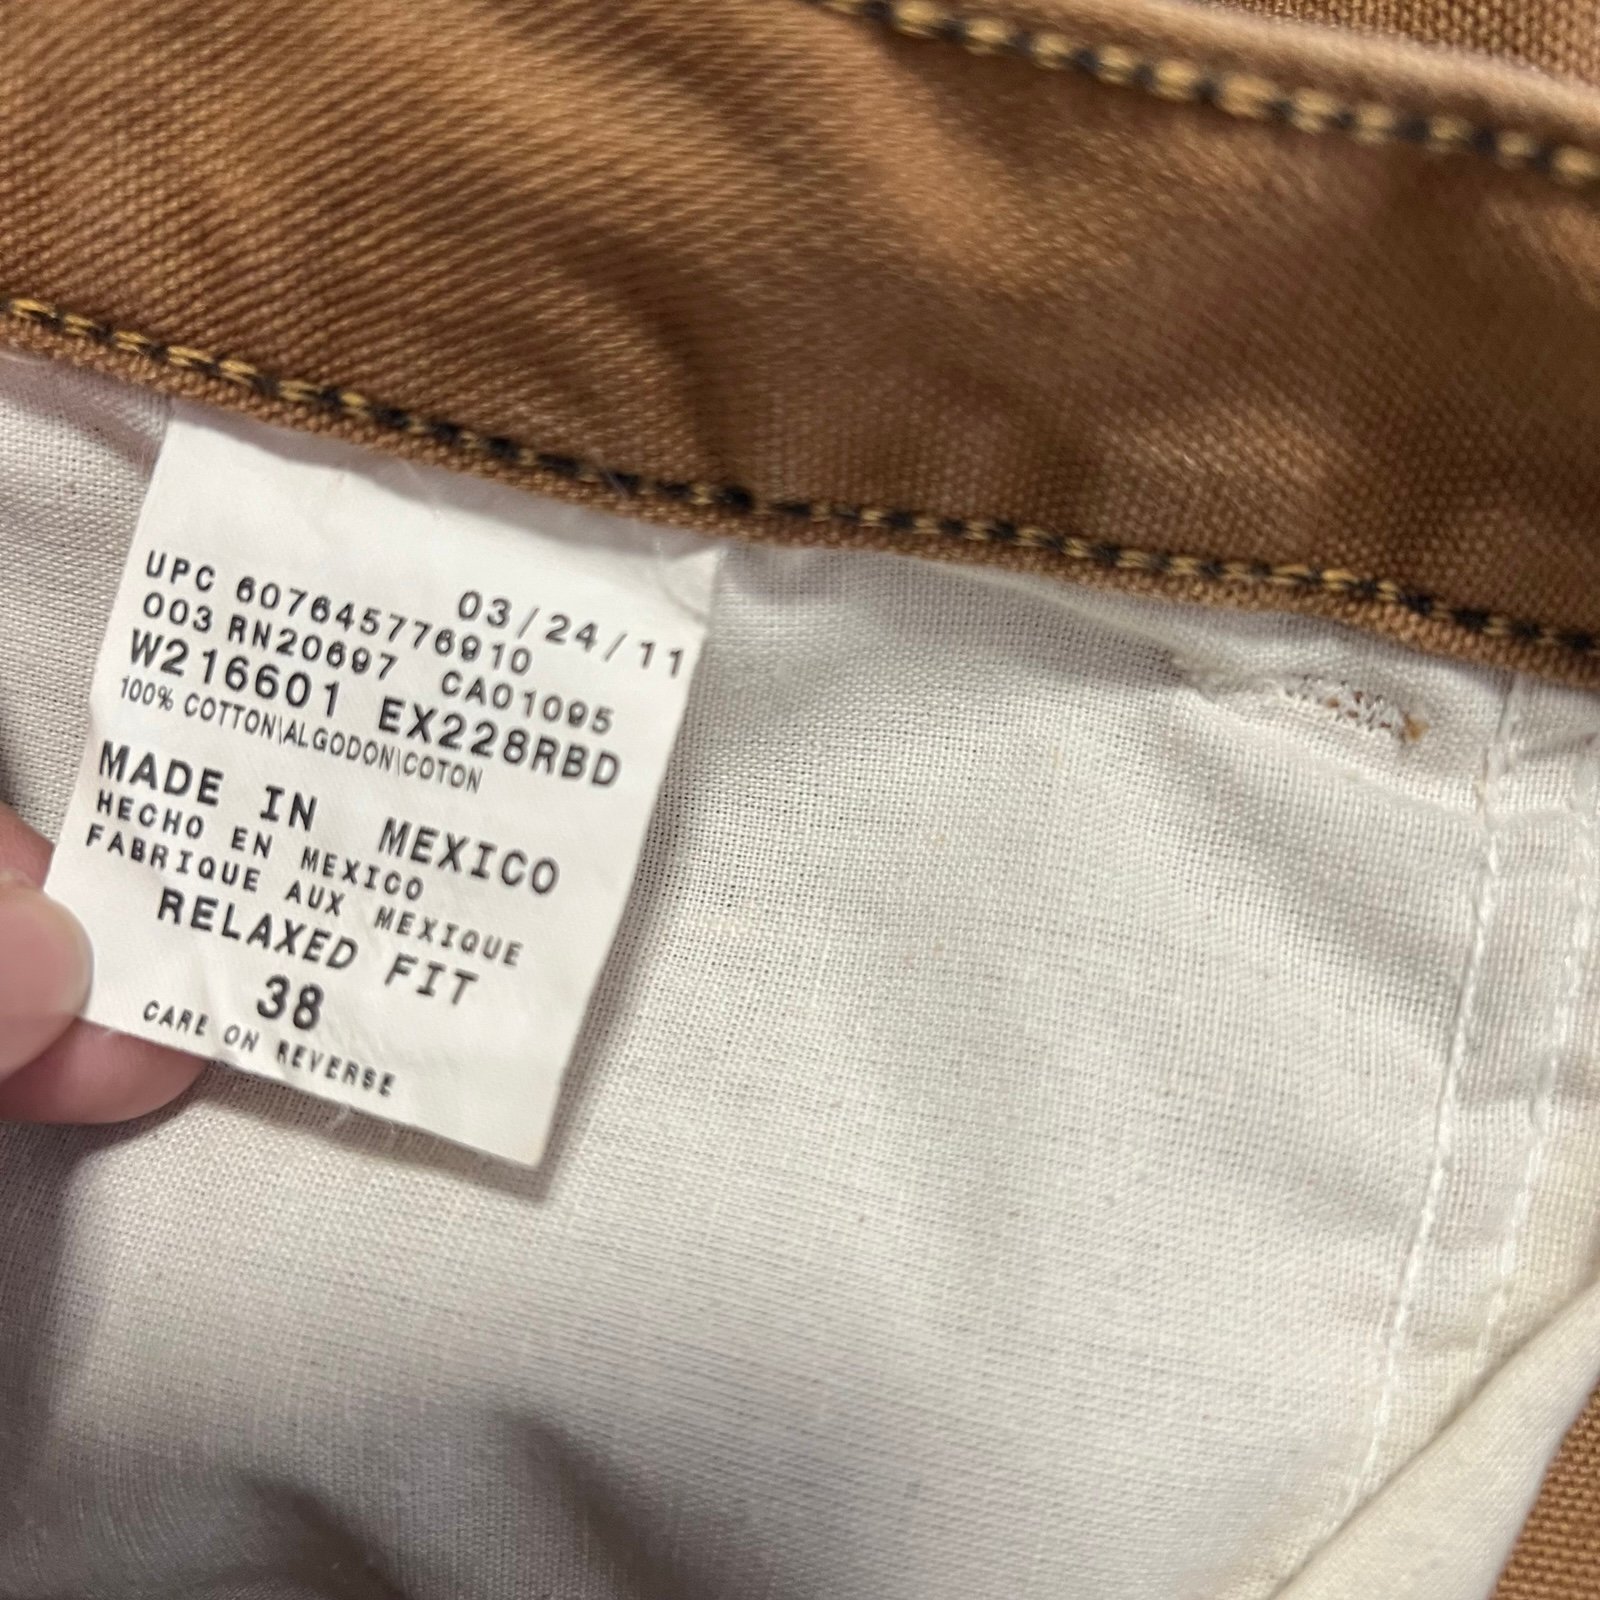 03/24/11
UPC 607645776910
003 RN20697 CA01095
W216601 EX228RBD
100% COTTON\ALGODON\COTON
MADE IN MEXICO
HECHO EN MEXICO
FABRIQUE AUX MEXIQUE
RELAXED FIT
38
CARE ON REVERSE